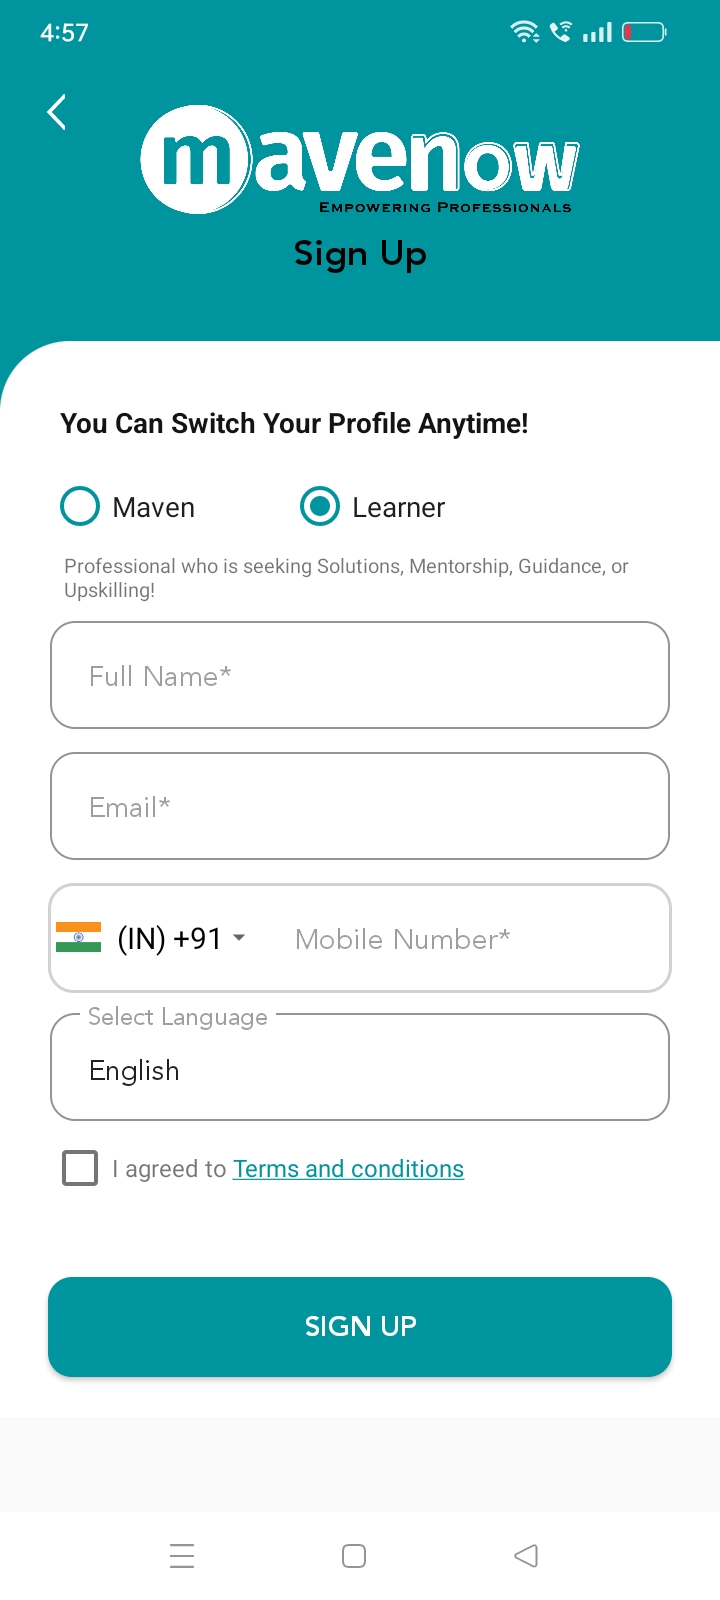 4:57
mavenow
EMPOWERING PROFESSIONALS
Sign Up
You Can Switch Your Profile Anytime!
Maven Learner
Professional who is seeking Solutions, Mentorship, Guidance, or
Upskilling!
Full Name*
Email*
(IN) +91 Mobile Number*
Select Language
English
I agreed to Terms and conditions
SIGN UP